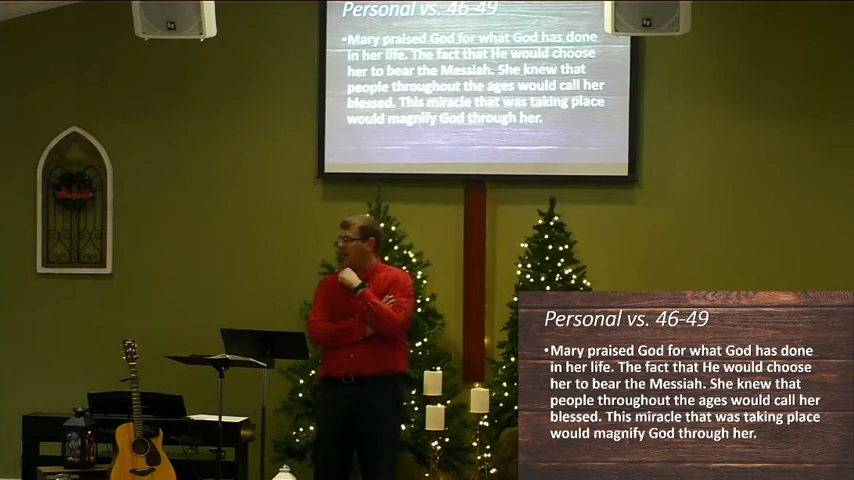 Personal vs. 46-49
•Mary praised God for what God has done
in her life. The fact that He would choose
her to bear the Messiah. She knew that
people throughout the ages would call her
blessed. This miracle that was taking place
would magnify God through her.
Personal vs. 46-49
•Mary praised God for what God has done
in her life. The fact that He would choose
her to bear the Messiah. She knew that
people throughout the ages would call her
blessed. This miracle that was taking place
would magnify God through her.